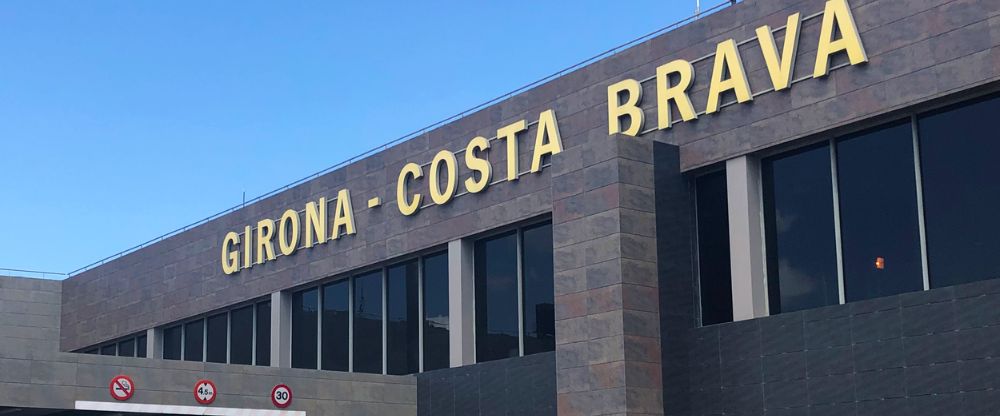 GIRONA - COSTA BRAVA
4,5m
30